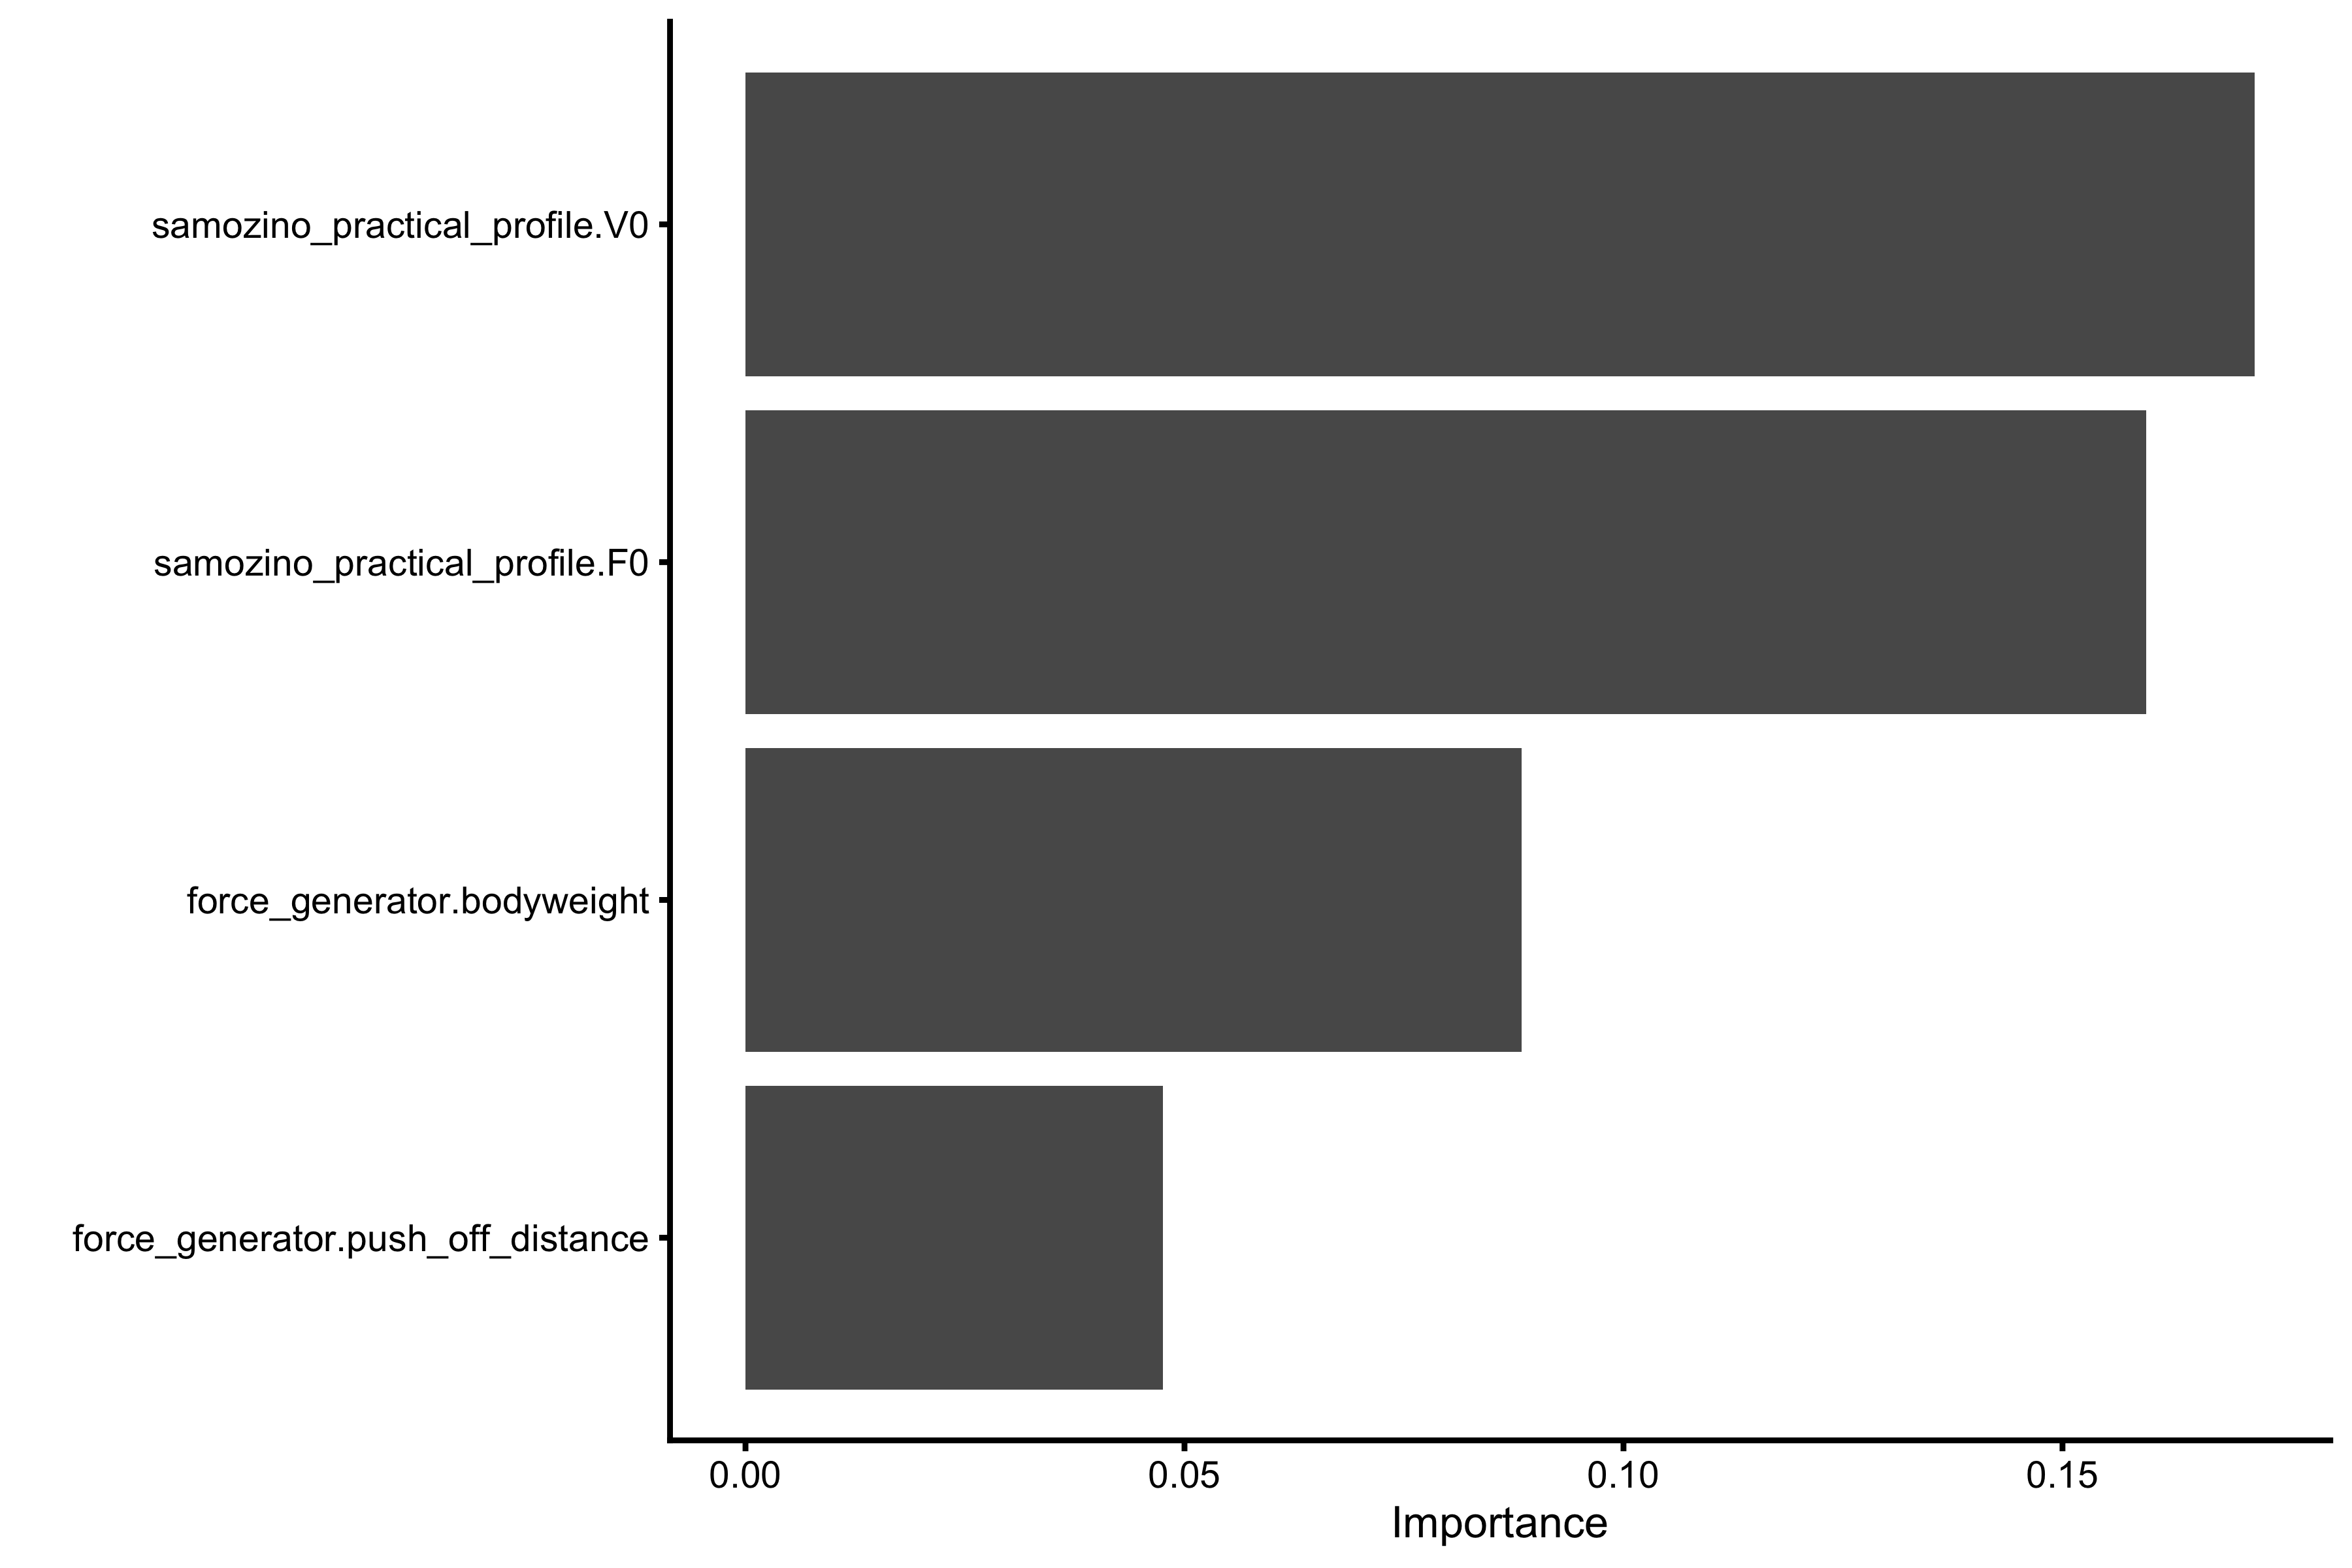 samozino_practical_profile.V0
samozino_practical_profile.F0
force_generator.bodyweight
force_generator.push_off_distance
0.00 0.05 0.10 0.15
Importance